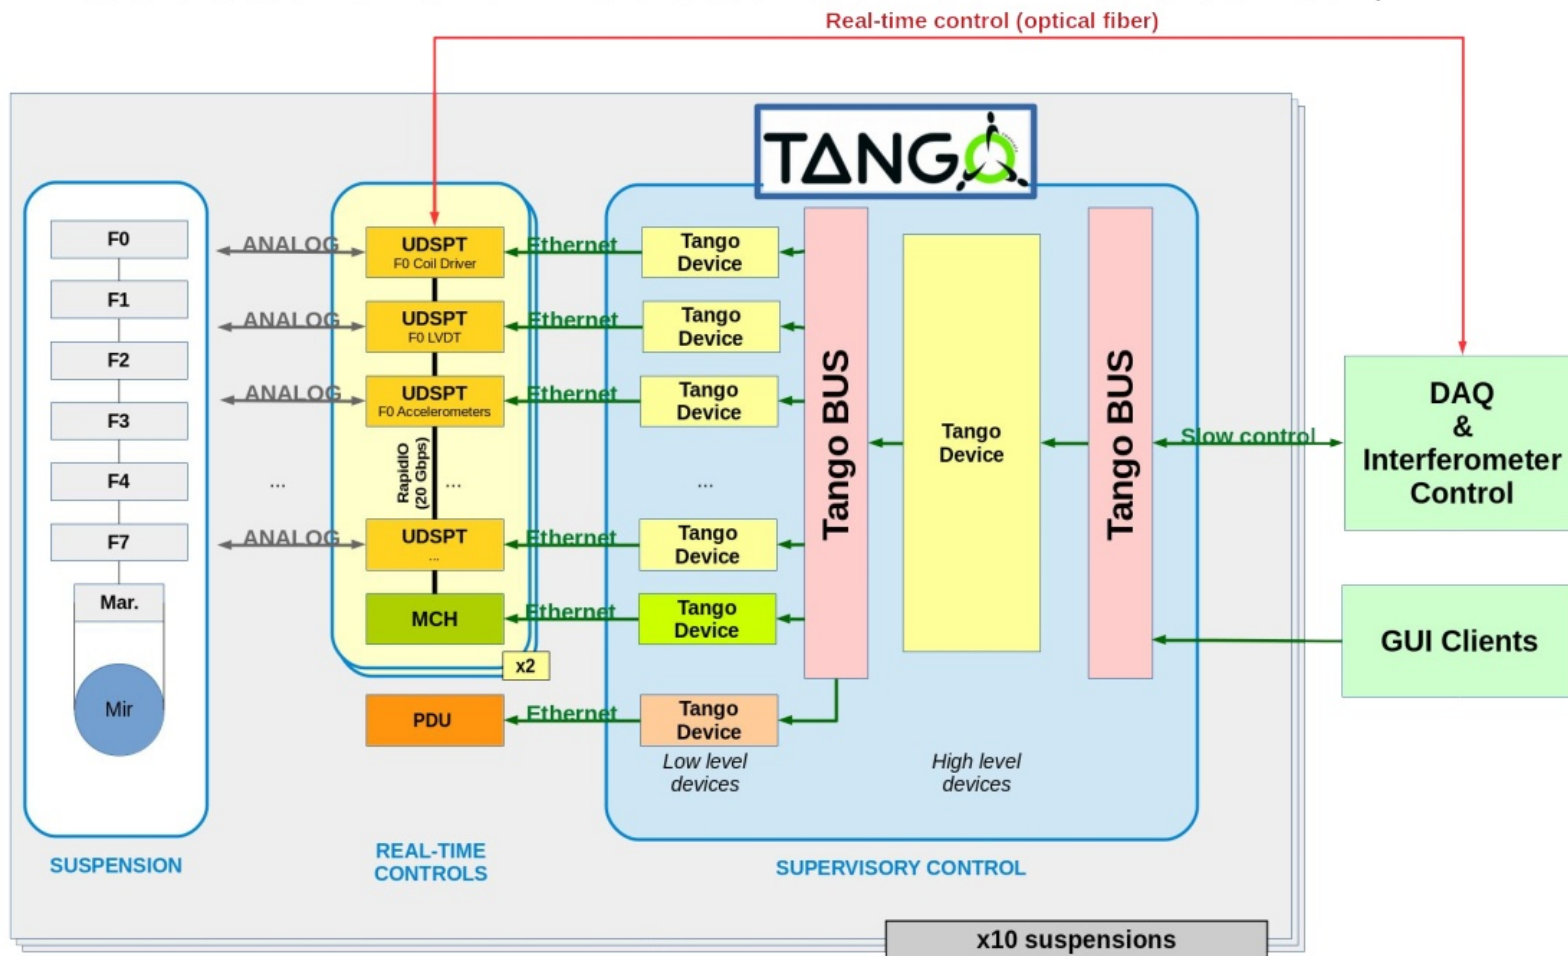 Real-time control (optical fiber)
TANGO
F0
F1
F2
F3
F4
F7
Mar.
Mir
SUSPENSION
ANALOG
ANALOG
ANALOG
...
ANALOG
UDSPT
F0 Coil Driver
UDSPT
F0 LVDT
UDSPT
F0 Accelerometers
RapidIO
(20 Gbps)
...
UDSPT
...
MCH
x2
PDU
REAL-TIME
CONTROLS
Ethernet
Ethernet
Ethernet
Ethernet
Ethernet
Ethernet
Tango
Device
Tango
Device
Tango
Device
...
Tango
Device
Tango
Device
Tango
Device
Low level
devices
Tango BUS
Tango
Device
High level
devices
Tango BUS
SUPERVISORY CONTROL
Slow control
DAQ
&
Interferometer
Control
GUI Clients
x10 suspensions